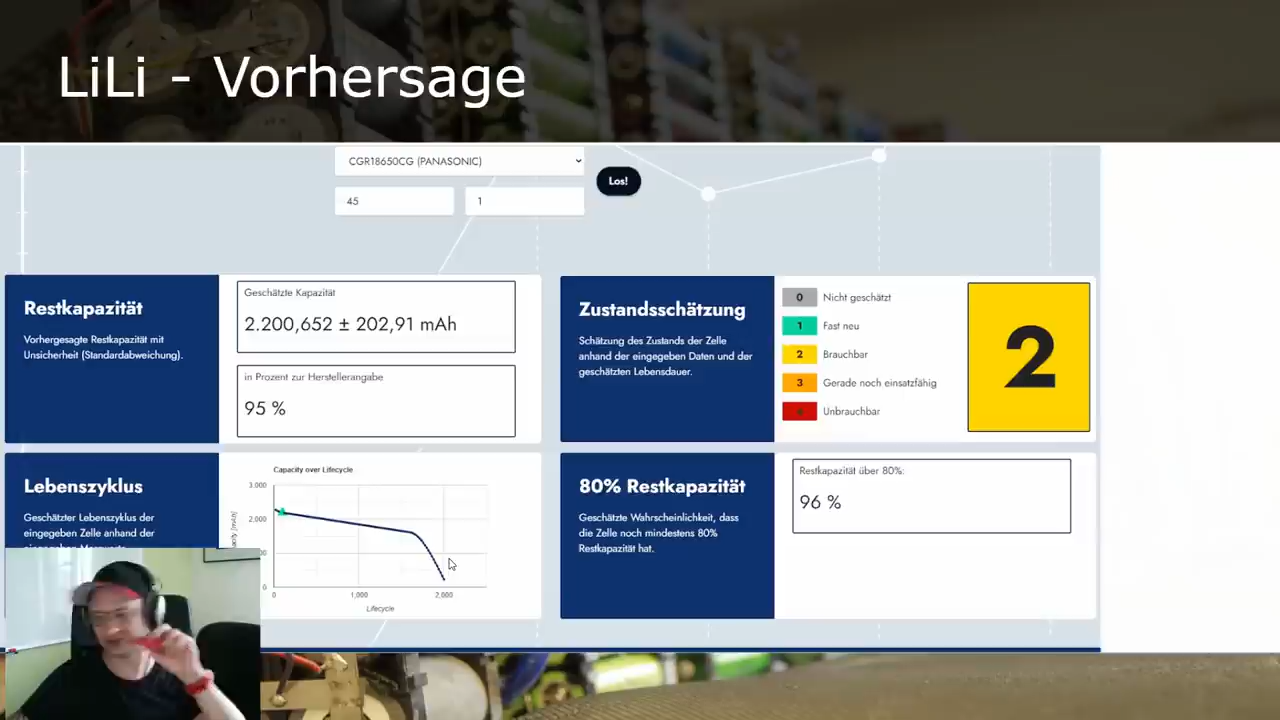 LiLi - Vorhersage
CGR18650CG (PANASONIC)
Los!
45
1
Restkapazität
Vorhergesagte Restkapazität mit
Unsicherheit (Standardabweichung).
Geschätzte Kapazität
2.200,652 ± 202,91 mAh
in Prozent zur Herstellerangabe
95 %
Zustandsschätzung
Schätzung des Zustands der Zelle
anhand der eingegeben Daten und der
geschätzten Lebensdauer.
0 Nicht geschätzt
1 Fast neu
2 Brauchbar
3 Gerade noch einsatzfähig
Unbrauchbar
2
Lebenszyklus
Geschätzter Lebenszyklus der
eingegeben Zelle anhand der
Capacity over Lifecycle
3.000
2.000
0
0
1,000
2,000
Lifecycle
80% Restkapazität
Geschätzte Wahrscheinlichkeit, dass
die Zelle noch mindestens 80%
Restkapazität hat.
Restkapazität über 80%:
96 %